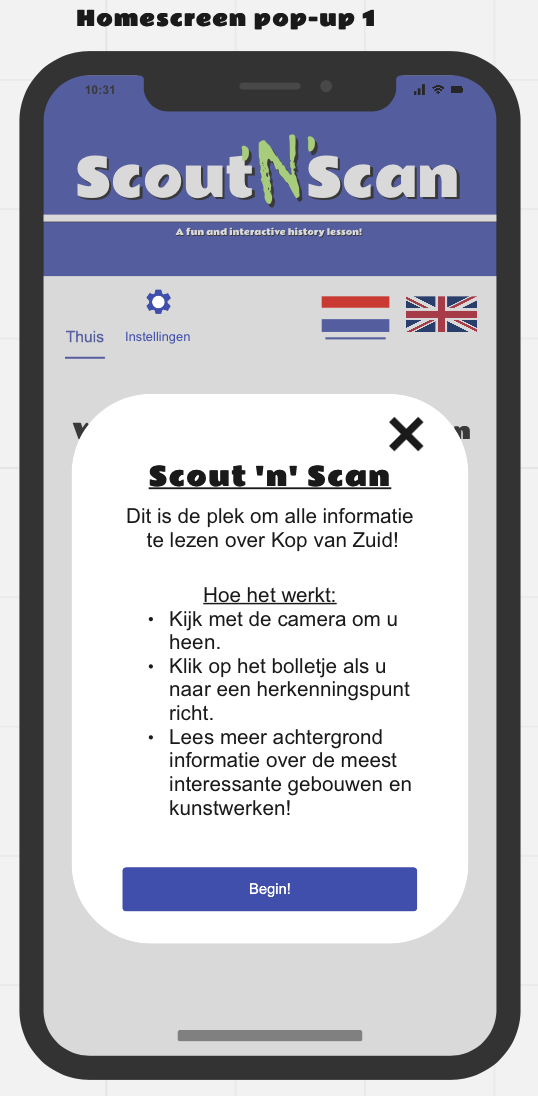 Homescreen pop-up 1
10:31
Scout'N'Scan
A fun and interactive history lesson!
Thuis
Instellingen
Scout 'n' Scan
Dit is de plek om alle informatie
te lezen over Kop van Zuid!
Hoe het werkt:
• Kijk met de camera om u
heen.
• Klik op het bolletje als u
naar een herkenningspunt
richt.
• Lees meer achtergrond
informatie over de meest
interessante gebouwen en
kunstwerken!
Begin!